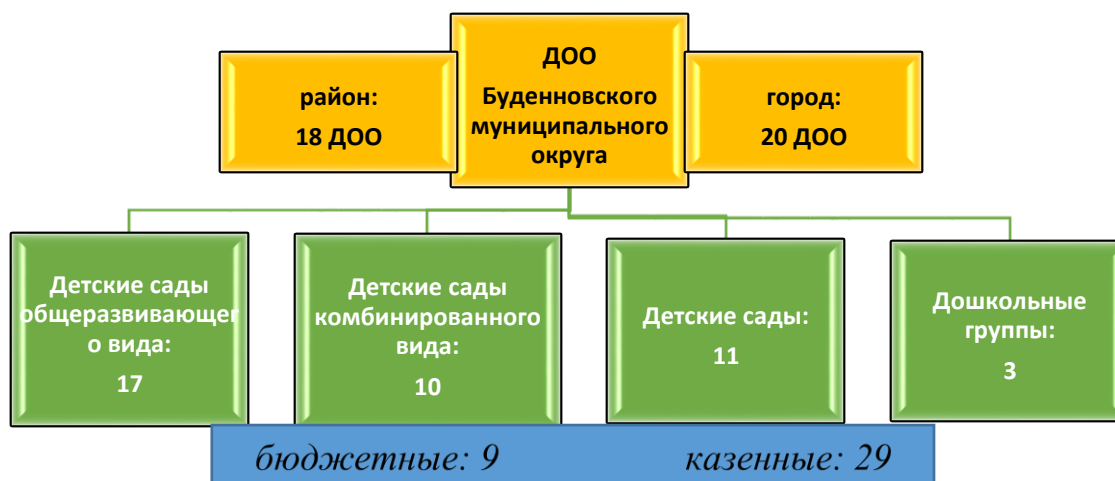 ДОО
Буденновского
муниципального
округа
район:
18 ДОО
город:
20 ДОО
Детские сады
общеразвивающег
о вида:
17
Детские сады
комбинированного
вида:
10
Детские сады:
11
Дошкольные
группы:
3
бюджетные: 9 казенные: 29